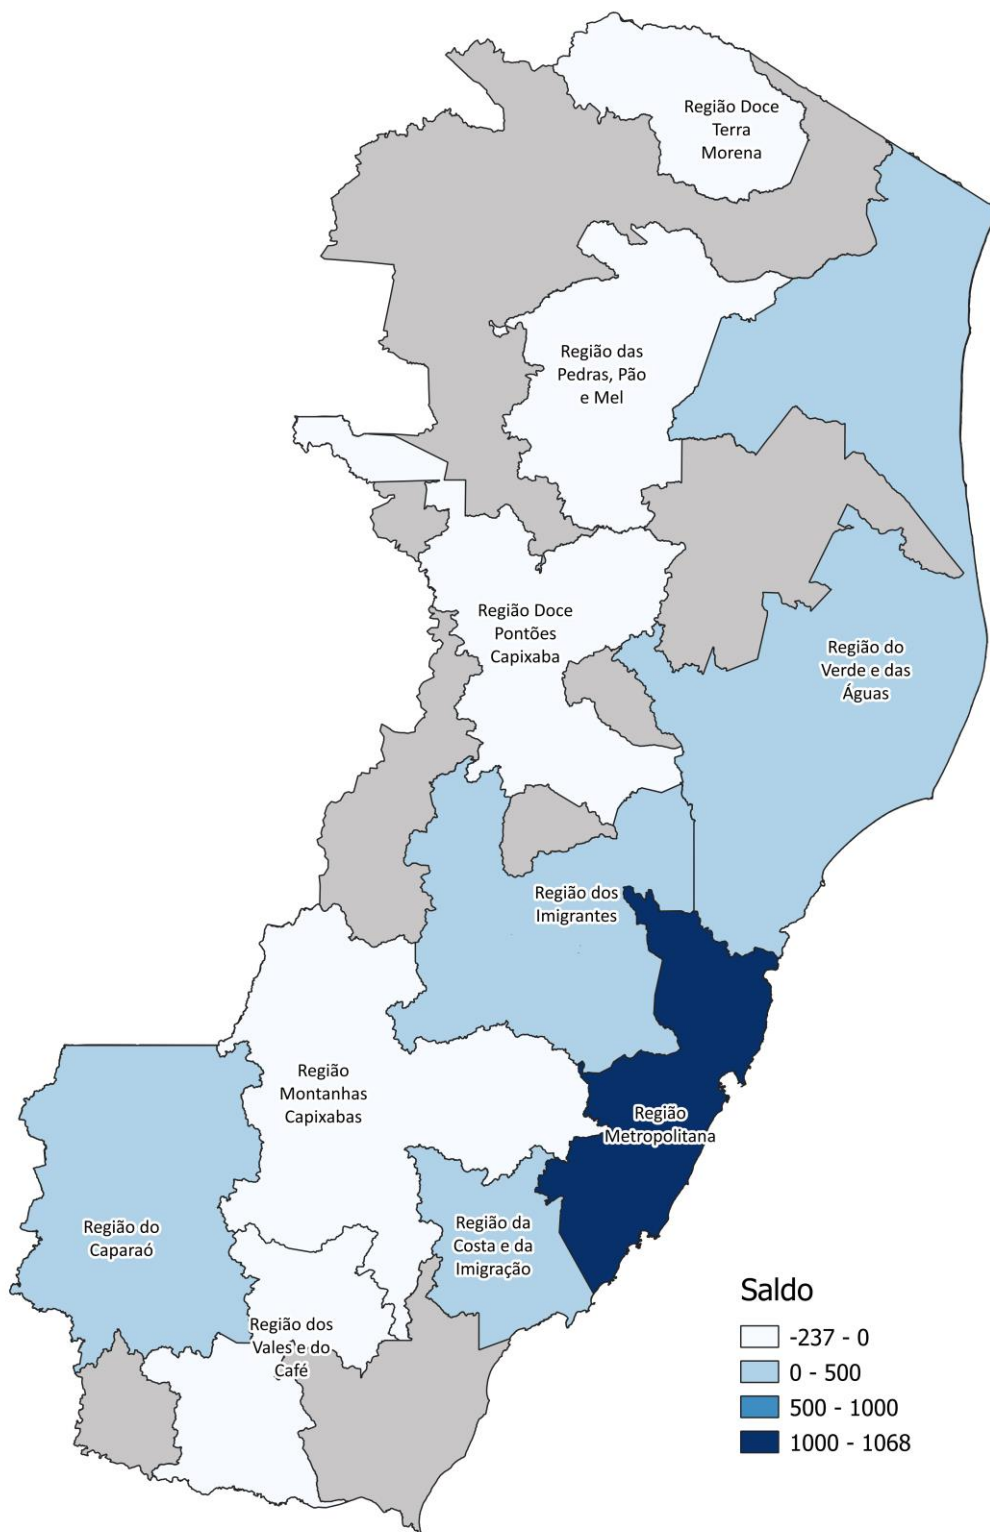 Região Doce
Terra
Morena
Região das
Pedras, Pão
e Mel
Região Doce
Pontões
Capixaba
Região do
Verde e das
Águas
Região dos
Imigrantes
Região
Montanhas
Capixabas
Região
Metropolitana
Região do
Caparaó
Região da
Costa e da
Imigração
Região dos
Vales e do
Café
Saldo
-237 - 0
0 - 500
500 - 1000
1000 - 1068